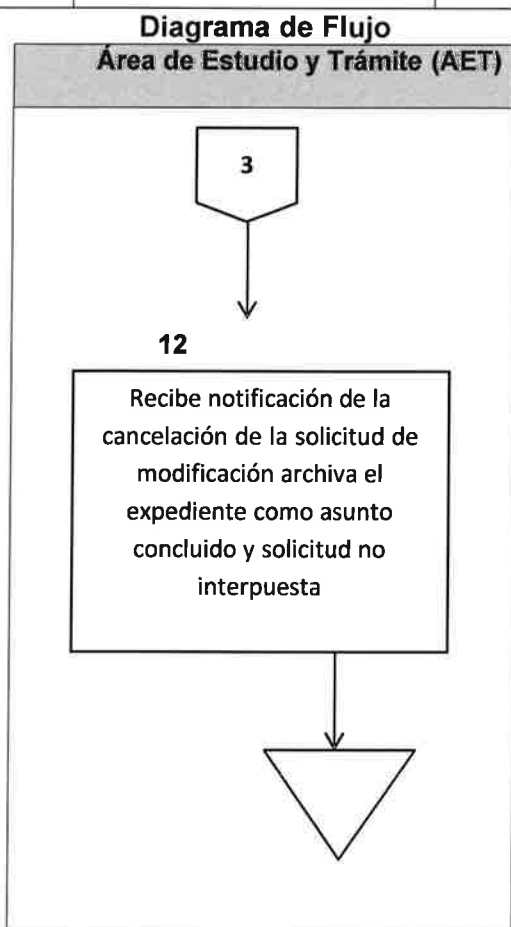 Diagrama de Flujo
Área de Estudio y Trámite (AET)
3
12
Recibe notificación de la
cancelación de la solicitud de
modificación archiva el
expediente como asunto
concluido y solicitud no
interpuesta